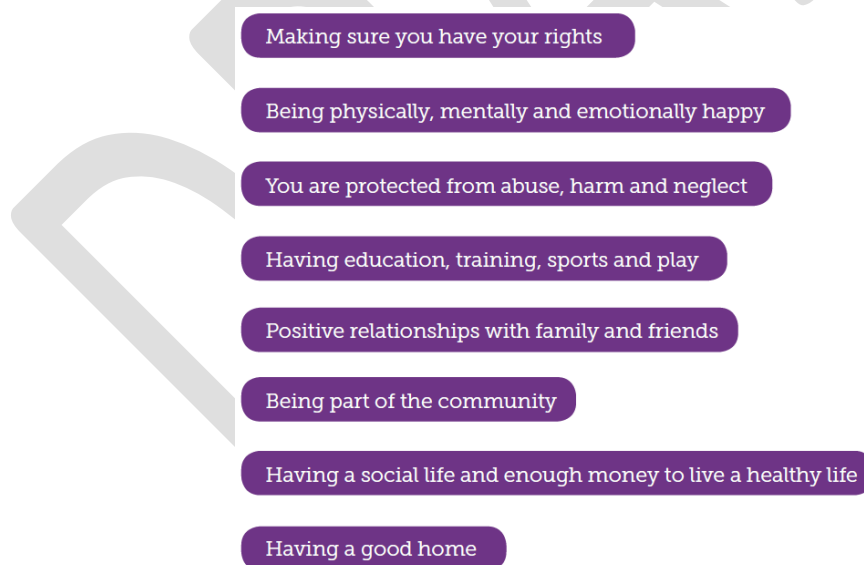 Making sure you have your rights
Being physically, mentally and emotionally happy
You are protected from abuse, harm and neglect
Having education, training, sports and play
Positive relationships with family and friends
Being part of the community
Having a social life and enough money to live a healthy life
Having a good home